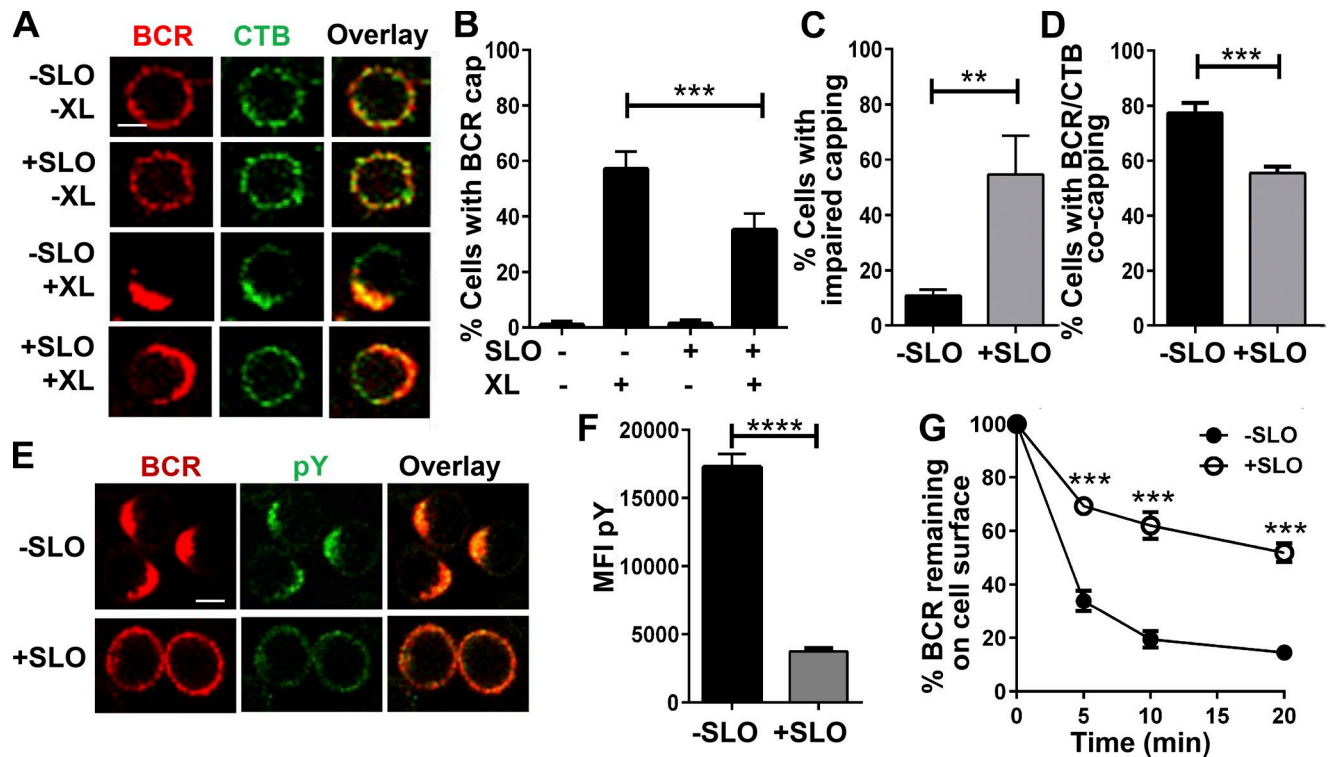 A
BCR CTB Overlay
-SLO
-XL
+SLO
-XL
-SLO
+XL
+SLO
+XL
B
% Cells with BCR cap
100
80
60
40
20
0
***
SLO - - + +
XL - + - +
C
% Cells with
impaired capping
100
80
60
40
20
0
**
-SLO +SLO
D
% Cells with BCR/CTB
co-capping
100
80
60
40
20
0
***
-SLO +SLO
E
BCR pY Overlay
-SLO
+SLO
F
MFI pY
20000
15000
10000
5000
0
****
-SLO +SLO
G
% BCR remaining
on cell surface
100
80
60
40
20
0
-SLO
+SLO
***
***
***
0 5 10 15 20
Time (min)